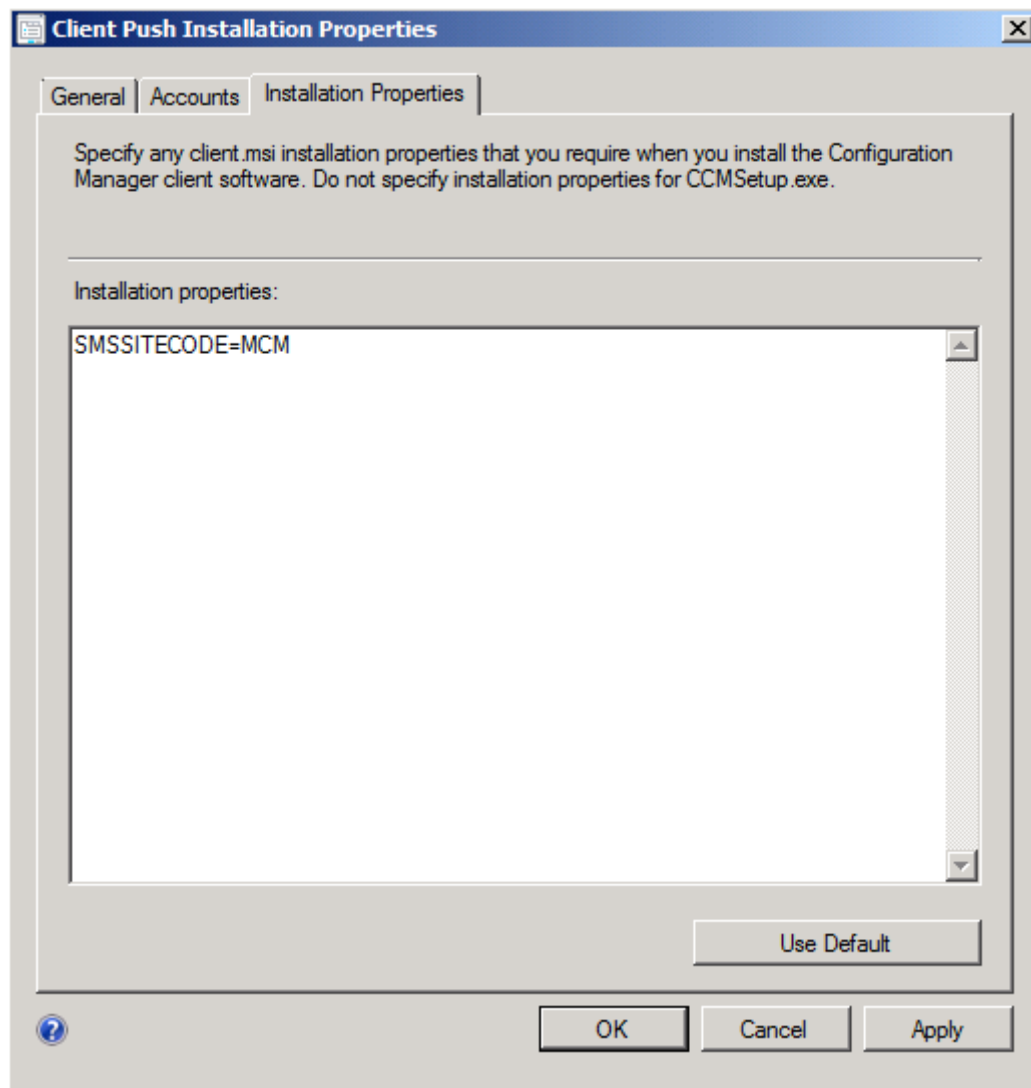 Client Push Installation Properties
General
Accounts
Installation Properties
Specify any client.msi installation properties that you require when you install the Configuration
Manager client software. Do not specify installation properties for CCMSetup.exe.
Installation properties:
SMSSITECODE=MCM
Use Default
OK
Cancel
Apply